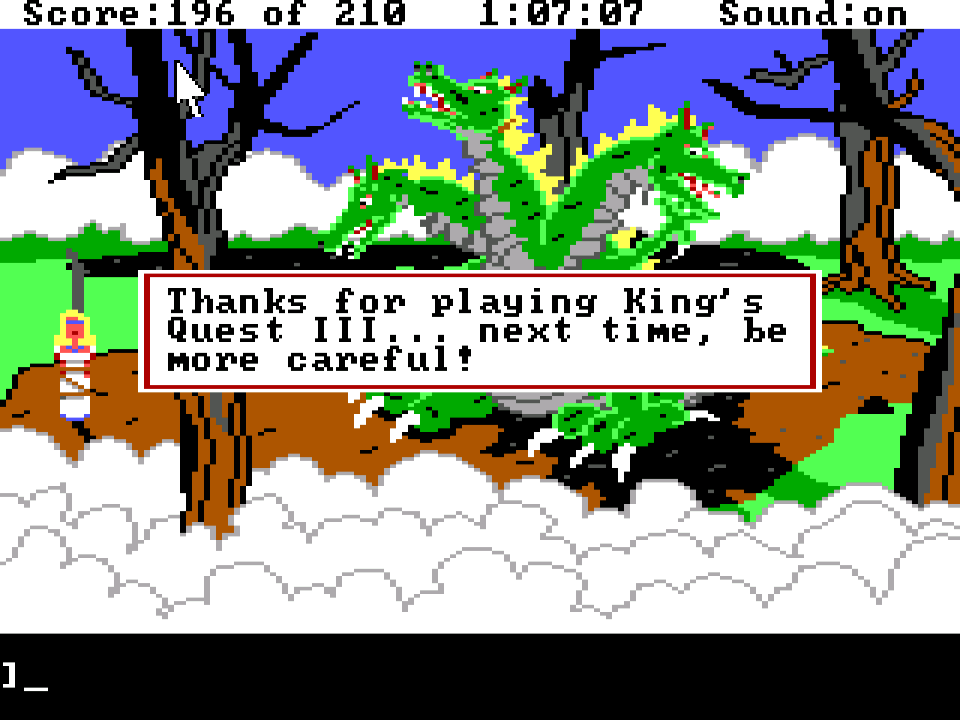 Score:196 of 210 1:07:07 Sound:on
Thanks for playing King's
Quest III... next time, be
more careful!
]_